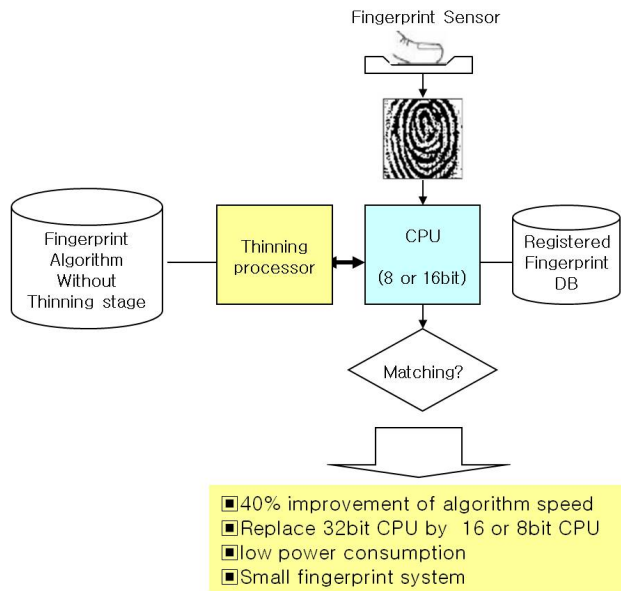 Fingerprint Sensor
Fingerprint
Algorithm
Without
Thinning stage
Thinning
processor
CPU
(8 or 16bit)
Registered
Fingerprint
DB
Matching?
▣40% improvement of algorithm speed
▣Replace 32bit CPU by 16 or 8bit CPU
▣low power consumption
▣Small fingerprint system